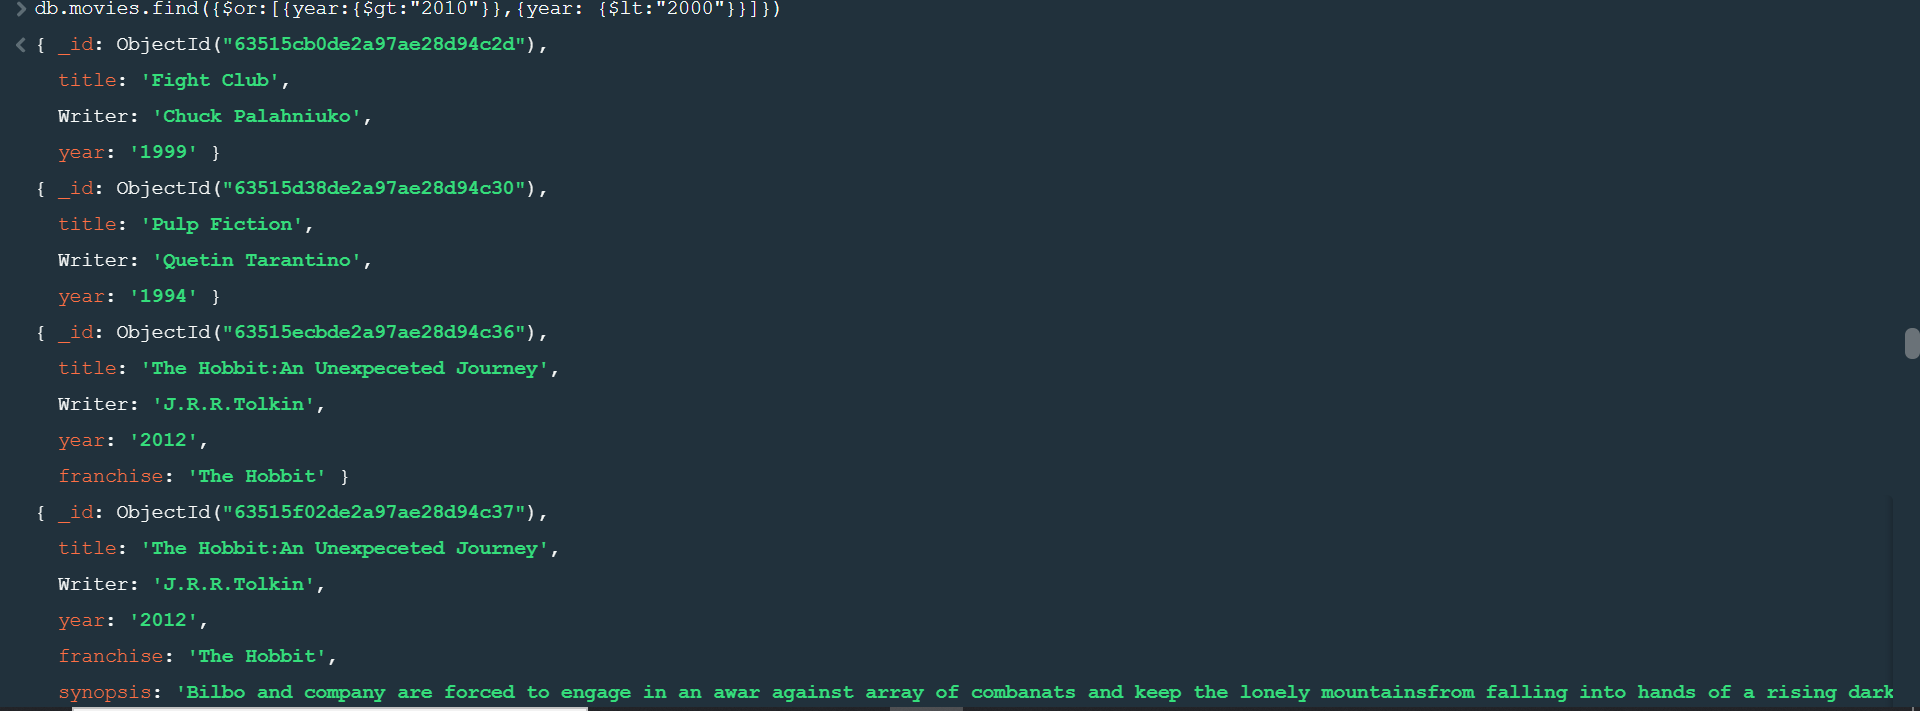 > db.movies.find({$or:[{year:{$gt:"2010"}},{year: {$lt:"2000"}}]})
< { _id: ObjectId("63515cb0de2a97ae28d94c2d"),
title: 'Fight Club',
Writer: 'Chuck Palahniuko',
year: '1999' }
{ _id: ObjectId("63515d38de2a97ae28d94c30"),
title: 'Pulp Fiction',
Writer: 'Quetin Tarantino',
year: '1994' }
{ _id: ObjectId("63515ecbde2a97ae28d94c36"),
title: 'The Hobbit:An Unexpeceted Journey',
Writer: 'J.R.R.Tolkin',
year: '2012',
franchise: 'The Hobbit' }
{ _id: ObjectId("63515f02de2a97ae28d94c37"),
title: 'The Hobbit:An Unexpeceted Journey',
Writer: 'J.R.R.Tolkin',
year: '2012',
franchise: 'The Hobbit',
synopsis: 'Bilbo and company are forced to engage in an awar against array of combanats and keep the lonely mountainsfrom falling into hands of a rising dark